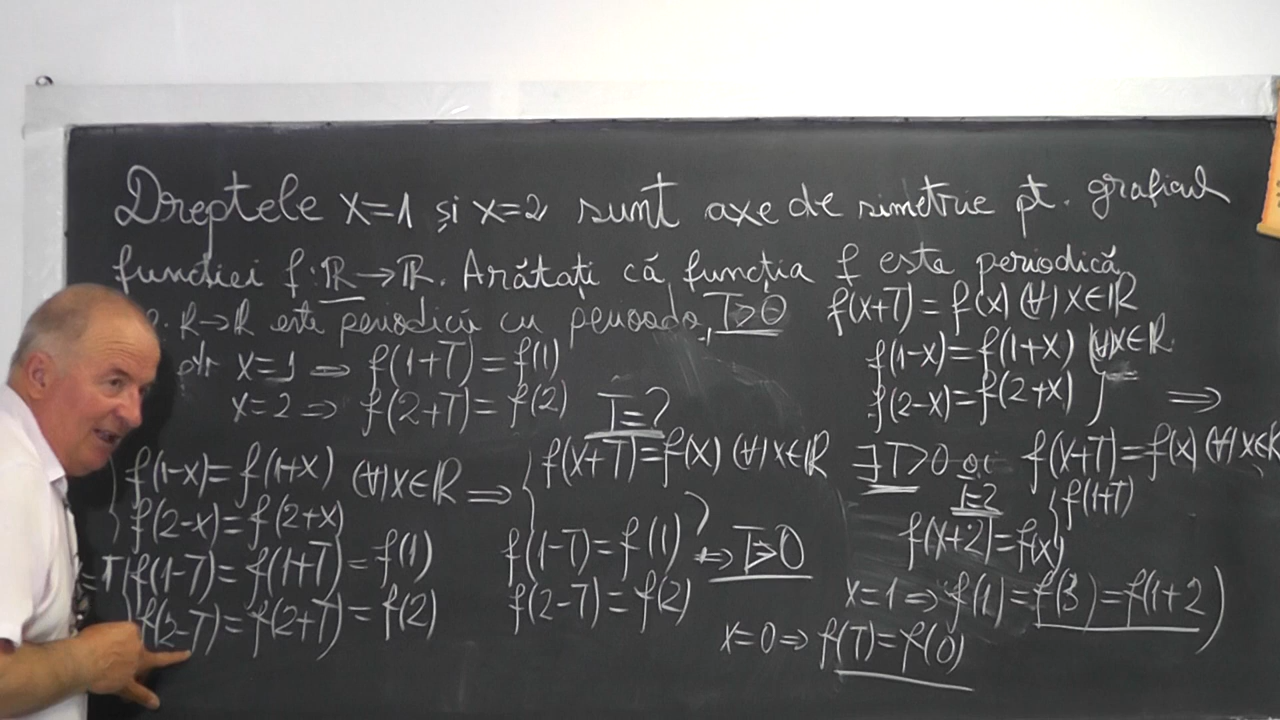 Dreptele x=1 și x=2 sunt axe de simetrie pt. graficul
funcției f:ℝ→ℝ. Arătați că funcția f este periodică
ℝ→ℝ este periodică cu perioada, T>0
f(x+T)=f(x) (∀)x∈ℝ
ptr x=1 ⇒ f(1+T)=f(1)
x=2 ⇒ f(2+T)=f(2)
T=?
f(1-x)=f(1+x) (∀)x∈ℝ
f(2-x)=f(2+x) ⇒
f(1-x)=f(1+x) (∀)x∈ℝ ⇒
f(2-x)=f(2+x)
f(x+T)=f(x) (∀)x∈ℝ
∃T>0 ai f(x+T)=f(x) (∀)x∈ℝ
T=2
f(1+T)
f(x+2)=f(x)
=T f(1-T)=f(1+T)=f(1)
f(2-T)=f(2+T)=f(2)
f(1-T)=f(1) T>0
f(2-T)=f(2)
x=1 ⇒ f(1)=f(3)=f(1+2)
x=0 ⇒ f(T)=f(0)